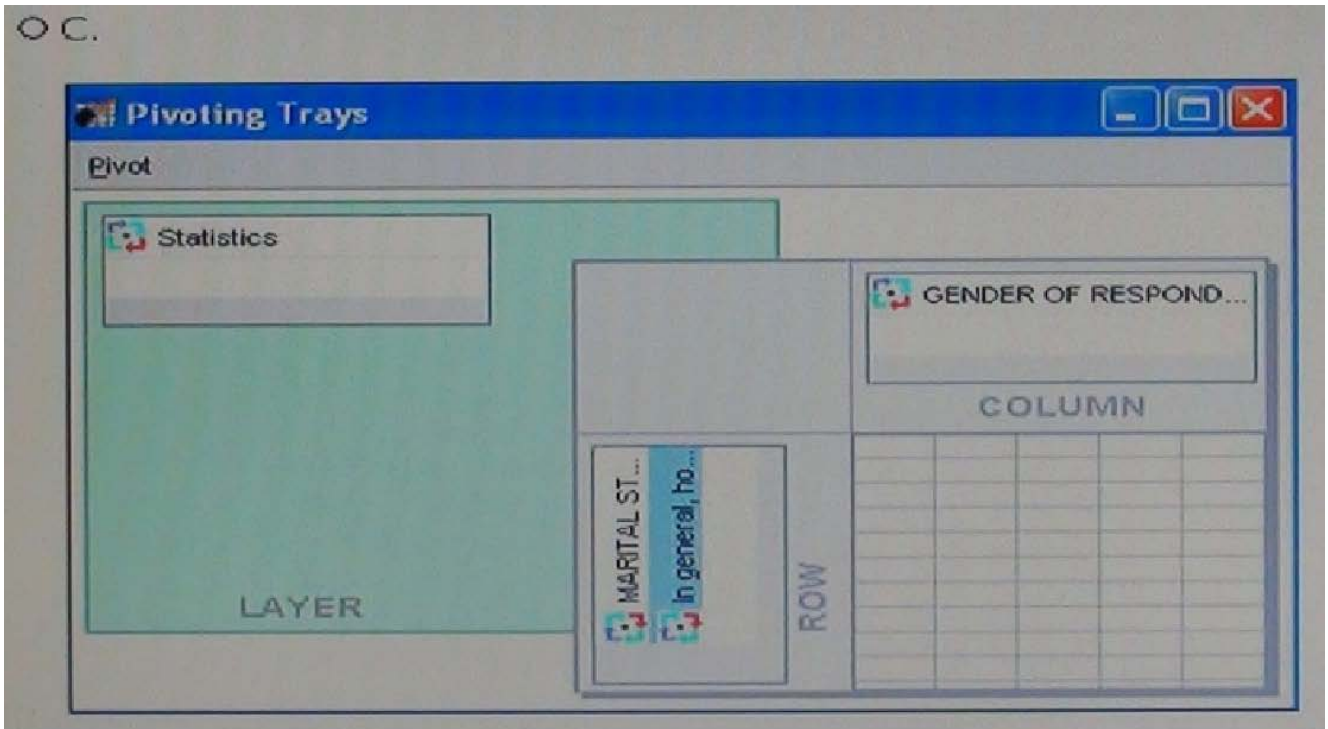 C.
Pivoting Trays
Pivot
Statistics
GENDER OF RESPOND...
COLUMN
MARITAL ST...
In general, ho...
ROW
LAYER